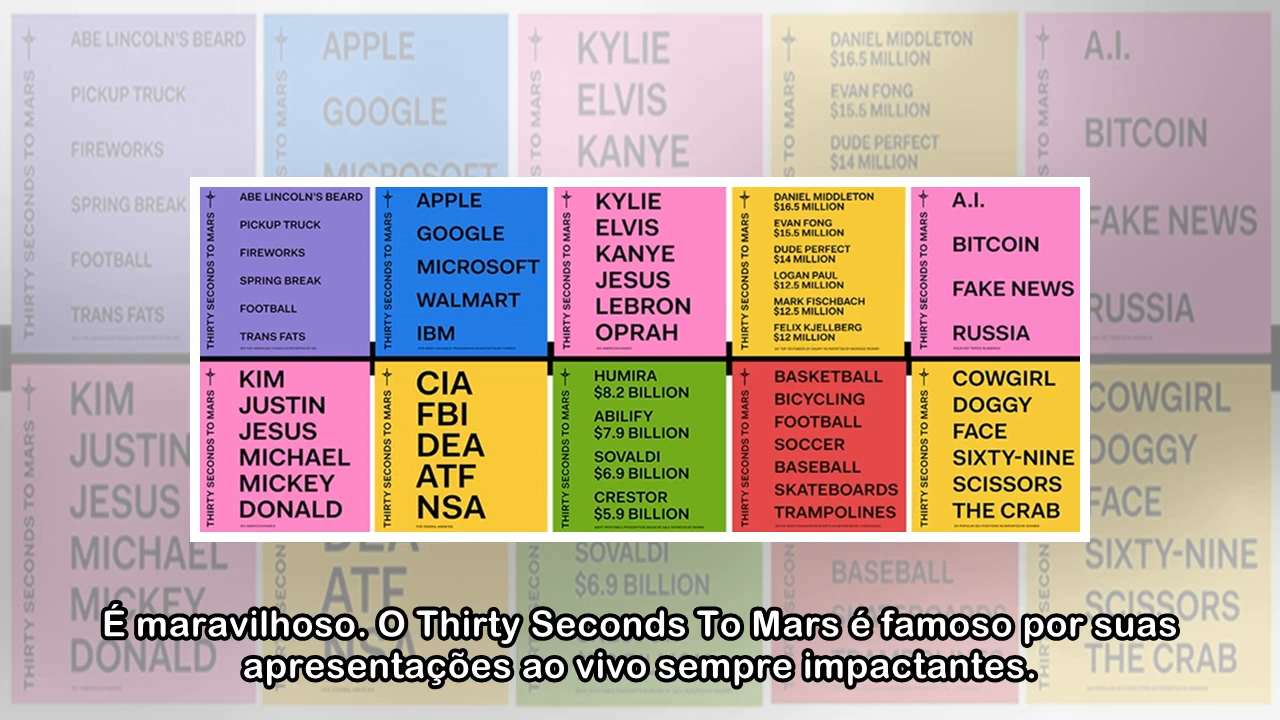 THIRTY SECONDS TO MARS
ABE LINCOLN'S BEARD
PICKUP TRUCK
FIREWORKS
SPRING BREAK
FOOTBALL
TRANS FATS
THIRTY SECONDS TO MARS
APPLE
GOOGLE
MICROSOFT
WALMART
IBM
THIRTY SECONDS TO MARS
KYLIE
ELVIS
KANYE
JESUS
LEBRON
OPRAH
THIRTY SECONDS TO MARS
DANIEL MIDDLETON
$16.5 MILLION
EVAN FONG
$15.5 MILLION
DUDE PERFECT
$14 MILLION
LOGAN PAUL
$12.5 MILLION
MARK FISCHBACH
$12.5 MILLION
FELIX KJELLBERG
$12 MILLION
THIRTY SECONDS TO MARS
A.I.
BITCOIN
FAKE NEWS
RUSSIA
THIRTY SECONDS TO MARS
KIM
JUSTIN
JESUS
MICHAEL
MICKEY
DONALD
THIRTY SECONDS TO MARS
CIA
FBI
DEA
ATF
NSA
THIRTY SECONDS TO MARS
HUMIRA
$8.2 BILLION
ABILIFY
$7.9 BILLION
SOVALDI
$6.9 BILLION
CRESTOR
$5.9 BILLION
THIRTY SECONDS TO MARS
BASKETBALL
BICYCLING
FOOTBALL
SOCCER
BASEBALL
SKATEBOARDS
TRAMPOLINES
THIRTY SECONDS TO MARS
COWGIRL
DOGGY
FACE
SIXTY-NINE
SCISSORS
THE CRAB
É maravilhoso. O Thirty Seconds To Mars é famoso por suas
apresentações ao vivo sempre impactantes.